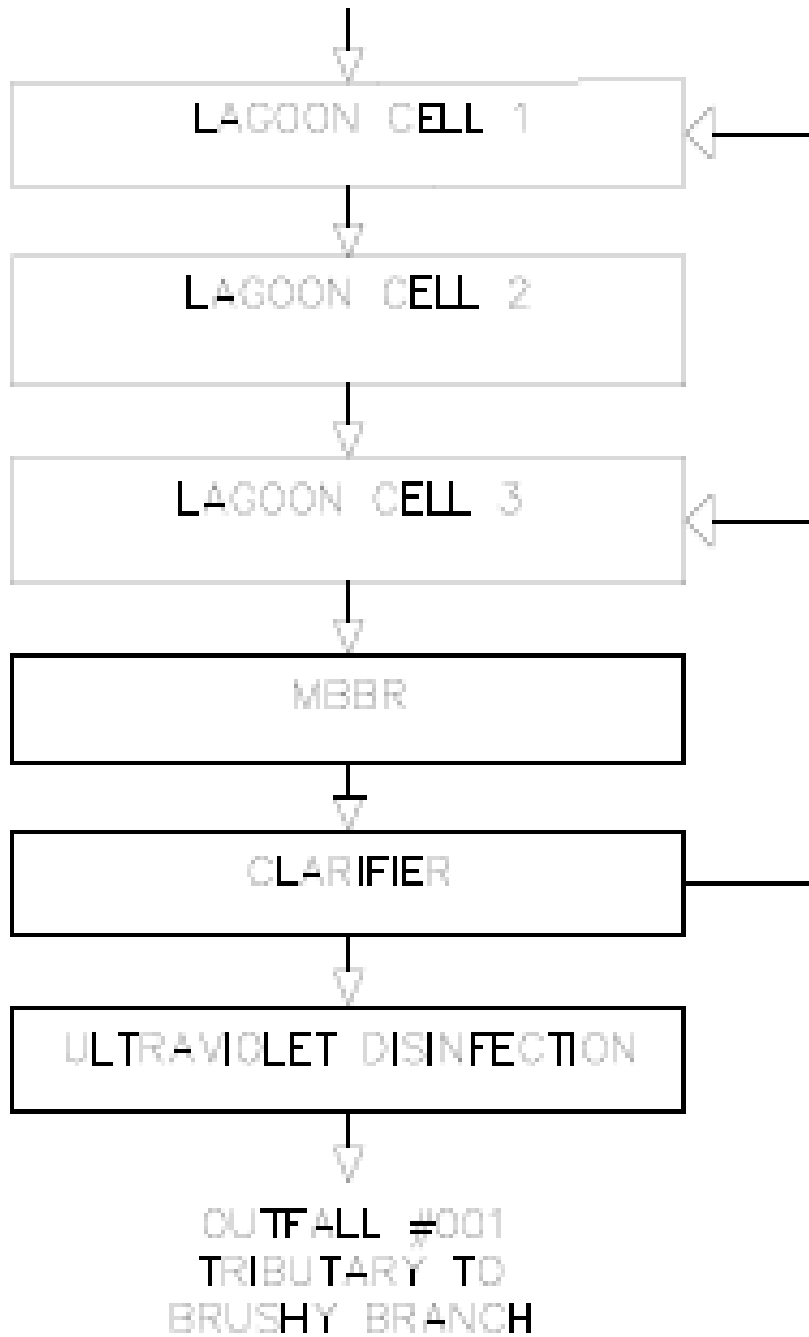 LAGOON CELL 1
LAGOON CELL 2
LAGOON CELL 3
MBBR
CLARIFIER
ULTRAVIOLET DISINFECTION
OUTFALL #001
TRIBUTARY TO
BRUSHY BRANCH